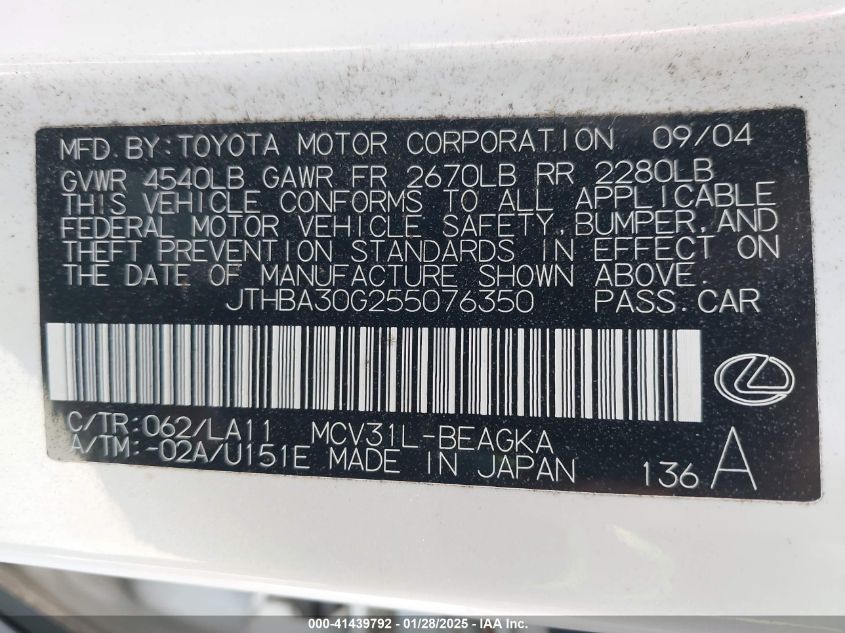 MFD.BY:TOYOTA MOTOR CORPORATION 09/04
GVWR 4540LB GAWR FR 2670LB RR 2280LB
THIS VEHICLE CONFORMS TO ALL APPLICABLE
FEDERAL MOTOR VEHICLE SAFETY,BUMPER,AND
THEFT PREVENTION STANDARDS IN EFFECT ON
THE DATE OF MANUFACTURE SHOWN ABOVE.
JTHBA30G255076350 PASS.CAR
C/TR:062/LA11 MCV31L-BEAGKA
A/TM:-02A/U151E MADE IN JAPAN
136 A
000-41439792 - 01/28/2025 - IAA Inc.